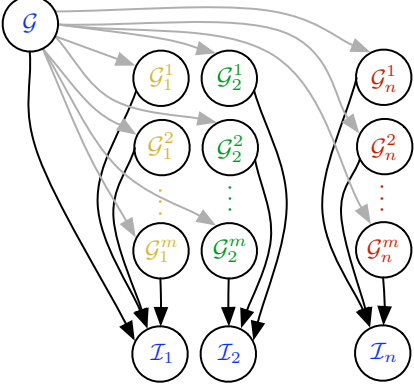 𝒢
𝒢₁¹ 𝒢₂¹ 𝒢ₙ¹
𝒢₁² 𝒢₂² 𝒢ₙ²
⋮ ⋮ ⋮
𝒢₁ᵐ 𝒢₂ᵐ 𝒢ₙᵐ
ℐ₁ ℐ₂ ℐₙ